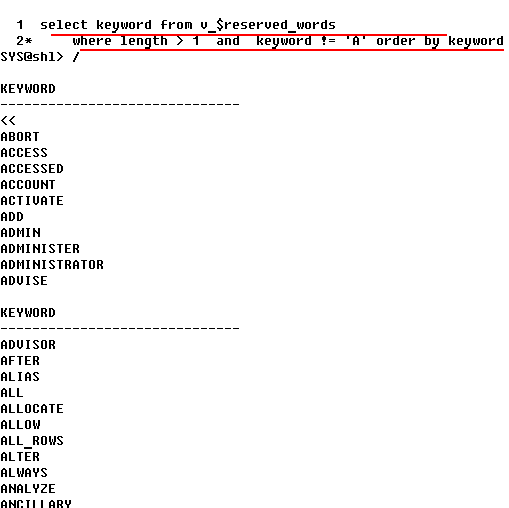 1  select keyword from v_$reserved_words
2*     where length > 1  and  keyword != 'A' order by keyword
SYS@shl> /
KEYWORD
------------------------------
<<
ABORT
ACCESS
ACCESSED
ACCOUNT
ACTIVATE
ADD
ADMIN
ADMINISTER
ADMINISTRATOR
ADVISE
KEYWORD
------------------------------
ADVISOR
AFTER
ALIAS
ALL
ALLOCATE
ALLOW
ALL_ROWS
ALTER
ALWAYS
ANALYZE
ANCILLARY